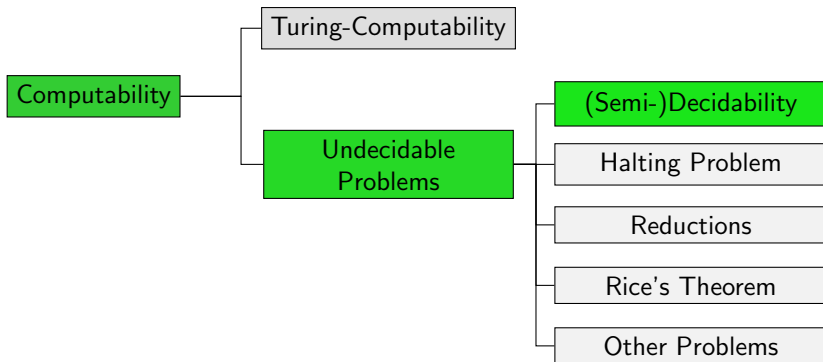 Turing-Computability
Computability
Undecidable
Problems
(Semi-)Decidability
Halting Problem
Reductions
Rice's Theorem
Other Problems